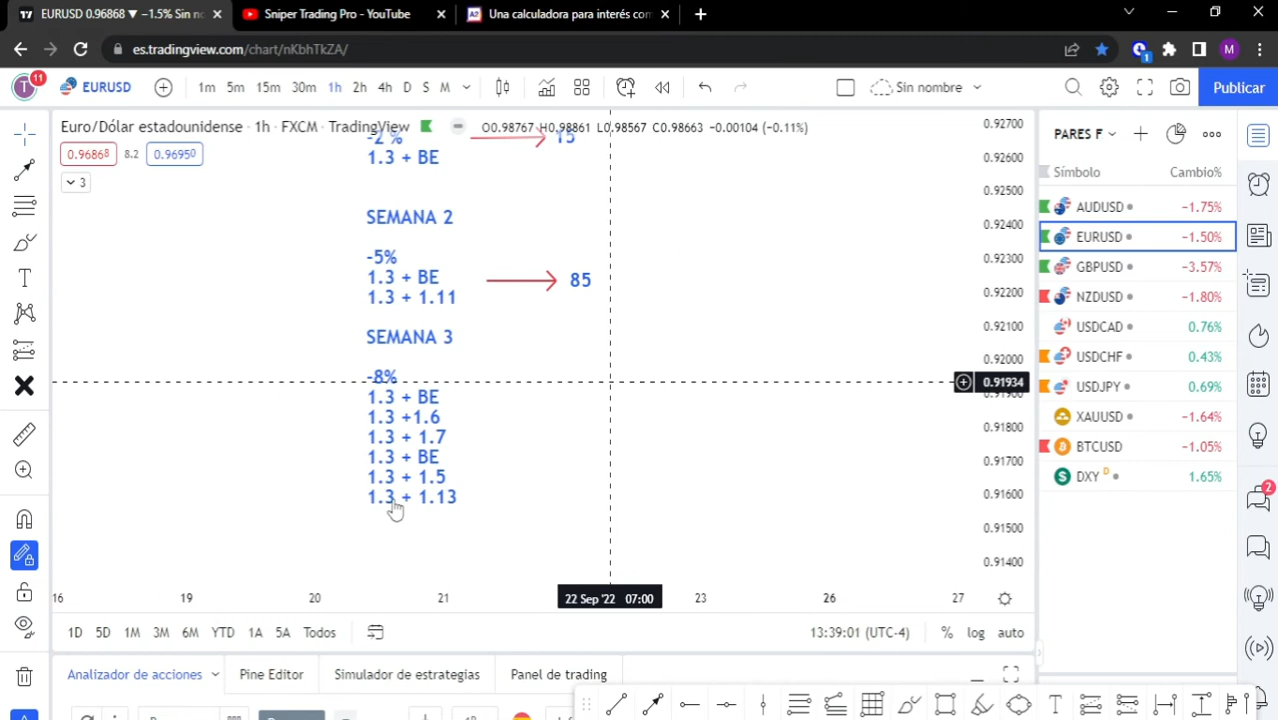 EURUSD 0.96868 ▼ −1.5% Sin no
Sniper Trading Pro - YouTube
Una calculadora para interés com
es.tradingview.com/chart/nKbhTkZA/
M
1
T
11
EURUSD
1m 5m 15m 30m 1h 2h 4h D S M
Sin nombre
Publicar
Euro/Dólar estadounidense · 1h · FXCM · TradingView
O0.98767 H0.98861 L0.98567 C0.98663 −0.00104 (−0.11%)
0.96868 8.2 0.96950
3
-2 % 15
1.3 + BE
SEMANA 2
-5%
1.3 + BE 85
1.3 + 1.11
SEMANA 3
-8%
1.3 + BE
1.3 +1.6
1.3 + 1.7
1.3 + BE
1.3 + 1.5
1.3 + 1.13
0.92700
0.92600
0.92500
0.92400
0.92300
0.92200
0.92100
0.92000
0.91934
0.91900
0.91800
0.91700
0.91600
0.91500
0.91400
16 19 20 21 22 Sep '22 07:00 23 26 27
1D 5D 1M 3M 6M YTD 1A 5A Todos
13:39:01 (UTC-4) % log auto
Analizador de acciones Pine Editor Simulador de estrategias Panel de trading
PARES F
Símbolo Cambio%
AUDUSD −1.75%
EURUSD −1.50%
GBPUSD −3.57%
NZDUSD −1.80%
USDCAD 0.76%
USDCHF 0.43%
USDJPY 0.69%
XAUUSD −1.64%
BTCUSD −1.05%
DXY D 1.65%
2